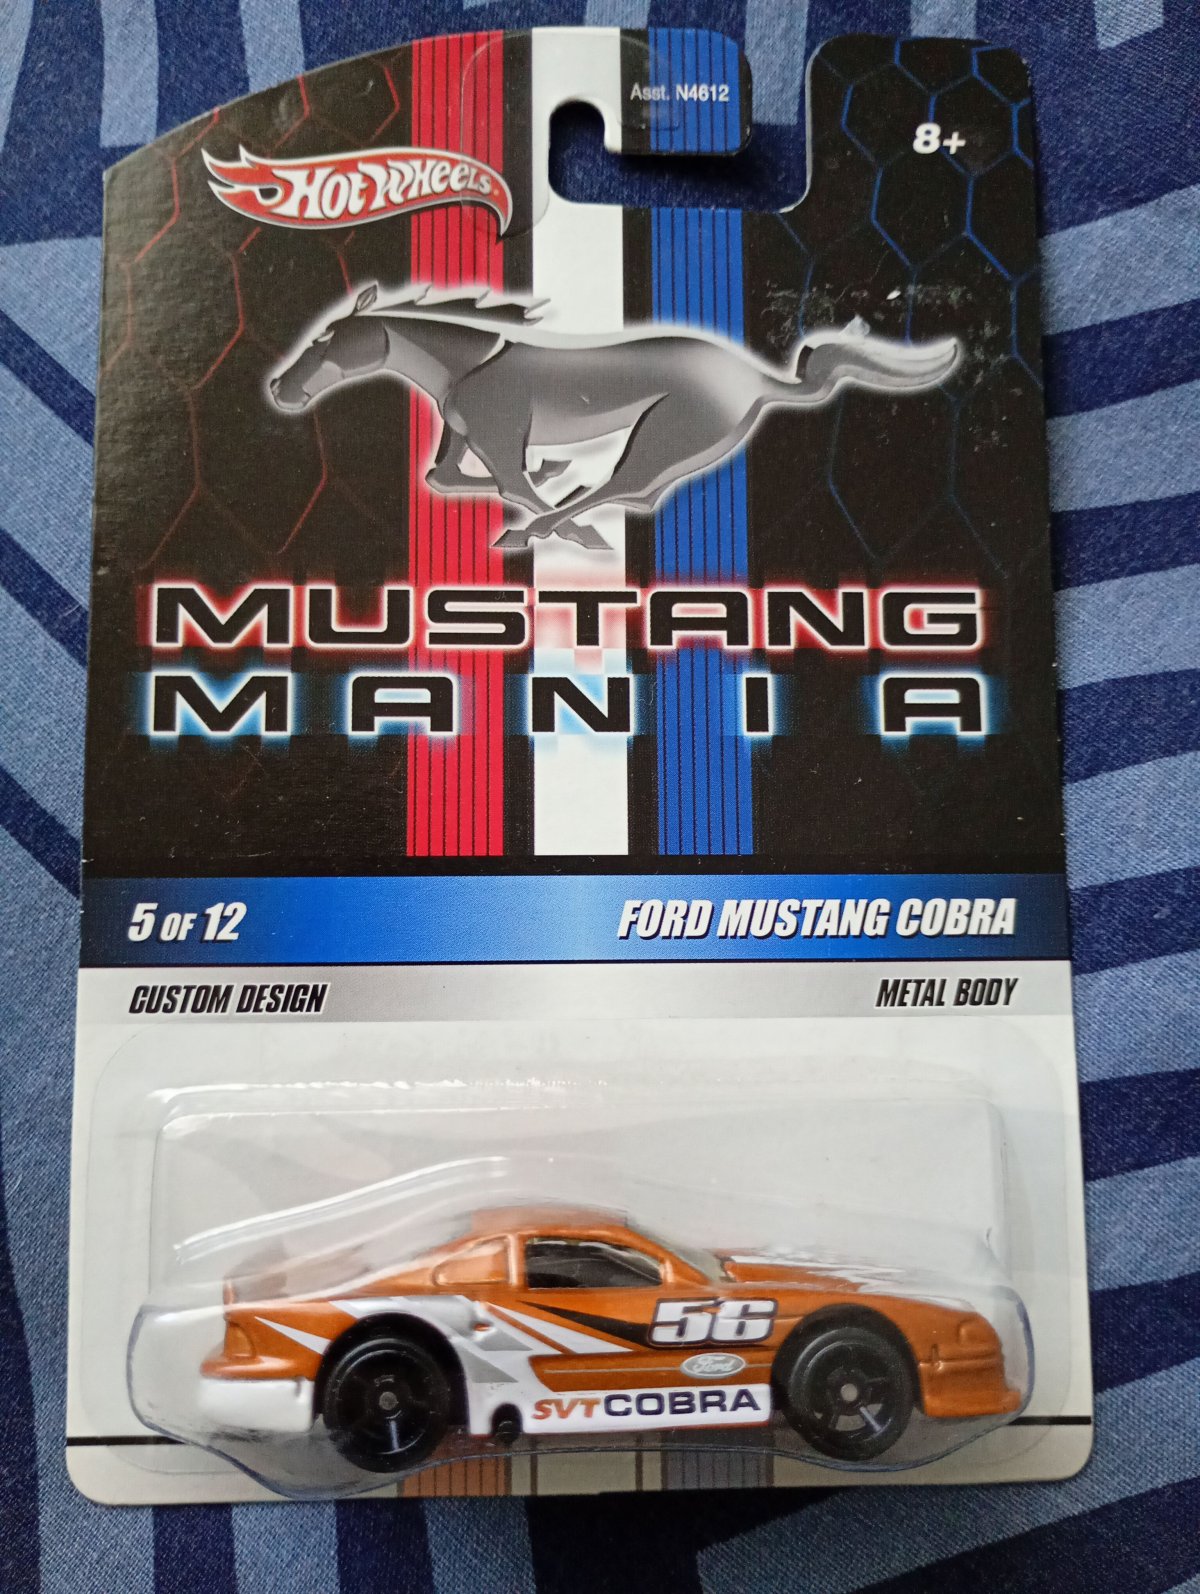 Asst. N4612
8+
HOT WHEELS
MUSTANG
MANIA
5 OF 12
FORD MUSTANG COBRA
CUSTOM DESIGN
METAL BODY
56
Ford
SVT COBRA